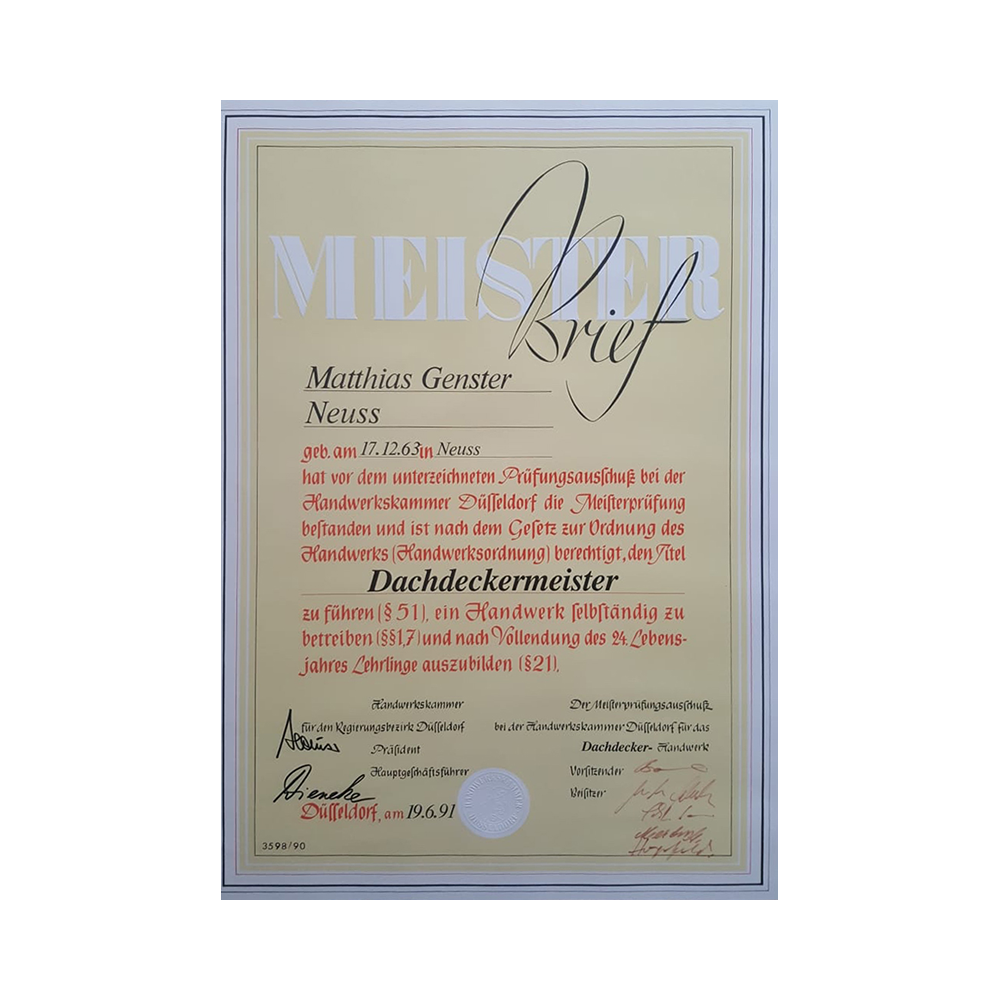 MEISTER
Brief
Matthias Genster
Neuss
geb. am 17.12.63 in Neuss
hat vor dem unterzeichneten Prüfungsausschuß bei der
Handwerkskammer Düsseldorf die Meisterprüfung
bestanden und ist nach dem Gesetz zur Ordnung des
Handwerks (Handwerksordnung) berechtigt, den Titel
Dachdeckermeister
zu führen (§ 51), ein Handwerk selbständig zu
betreiben (§§1,7) und nach Vollendung des 24. Lebens-
jahres Lehrlinge auszubilden (§21).
Handwerkskammer
für den Regierungsbezirk Düsseldorf
Präsident
Hauptgeschäftsführer
Düsseldorf, am 19.6.91
Der Meisterprüfungsausschuß
bei der Handwerkskammer Düsseldorf für das
Dachdecker- Handwerk
Vorsitzender
Beisitzer
3598/90